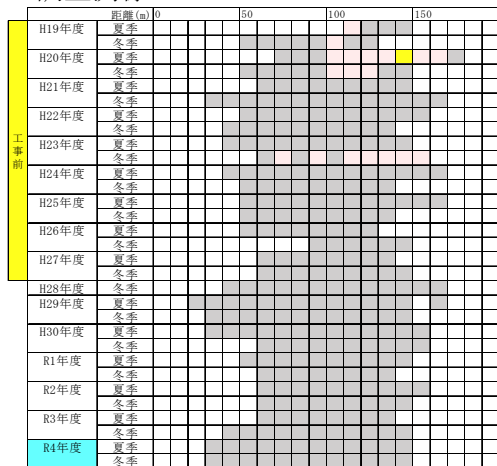 距離(m) 0 50 100 150
工事前
H19年度 夏季
冬季
H20年度 夏季
冬季
H21年度 夏季
冬季
H22年度 夏季
冬季
H23年度 夏季
冬季
H24年度 夏季
冬季
H25年度 夏季
冬季
H26年度 夏季
冬季
H27年度 夏季
冬季
H28年度 冬季
H29年度 夏季
冬季
H30年度 夏季
冬季
R1年度 夏季
冬季
R2年度 夏季
冬季
R3年度 夏季
冬季
R4年度 夏季
冬季